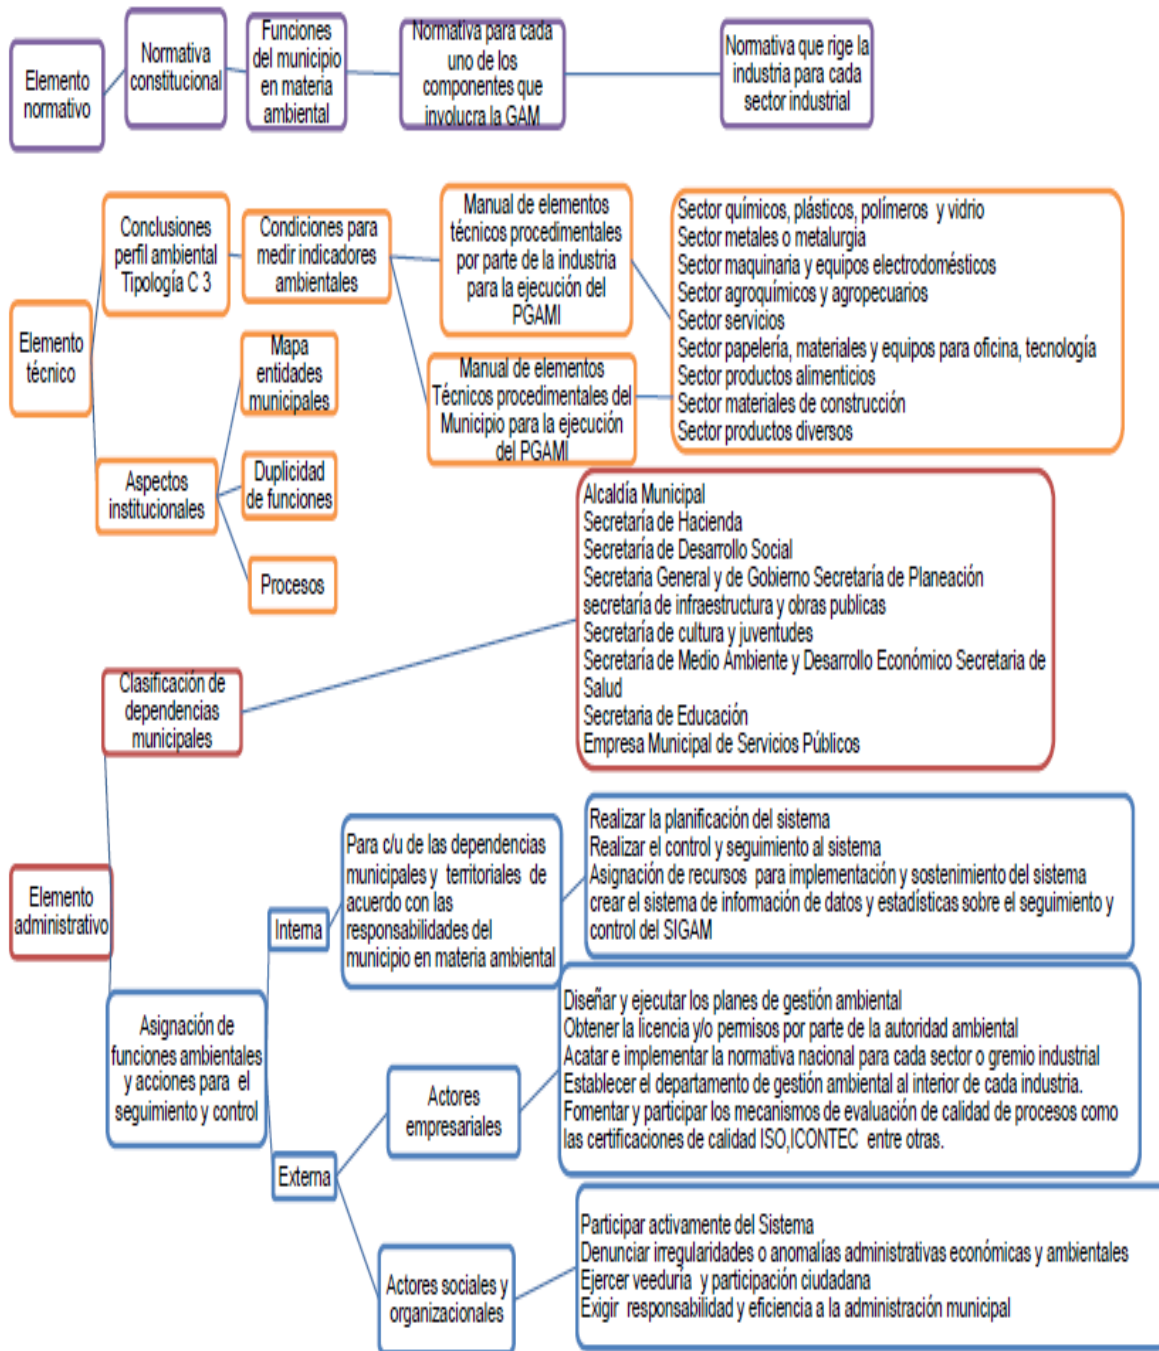 Elemento
normativo
Normativa
constitucional
Funciones
del municipio
en materia
ambiental
Normativa para cada
uno de los
componentes que
involucra la GAM
Normativa que rige la
industria para cada
sector industrial
Elemento
técnico
Conclusiones
perfil ambiental
Tipología C 3
Condiciones para
medir indicadores
ambientales
Manual de elementos
técnicos procedimentales
por parte de la industria
para la ejecución del
PGAMI
Manual de elementos
Técnicos procedimentales del
Municipio para la ejecución
del PGAMI
Sector químicos, plásticos, polímeros y vidrio
Sector metales o metalurgia
Sector maquinaria y equipos electrodomésticos
Sector agroquímicos y agropecuarios
Sector servicios
Sector papelería, materiales y equipos para oficina, tecnología
Sector productos alimenticios
Sector materiales de construcción
Sector productos diversos
Aspectos
institucionales
Mapa
entidades
municipales
Duplicidad
de funciones
Procesos
Elemento
administrativo
Clasificación de
dependencias
municipales
Alcaldía Municipal
Secretaría de Hacienda
Secretaría de Desarrollo Social
Secretaria General y de Gobierno Secretaría de Planeación
secretaría de infraestructura y obras publicas
Secretaría de cultura y juventudes
Secretaría de Medio Ambiente y Desarrollo Económico Secretaria de
Salud
Secretaria de Educación
Empresa Municipal de Servicios Públicos
Asignación de
funciones ambientales
y acciones para el
seguimiento y control
Interna
Para c/u de las dependencias
municipales y territoriales de
acuerdo con las
responsabilidades del
municipio en materia ambiental
Realizar la planificación del sistema
Realizar el control y seguimiento al sistema
Asignación de recursos para implementación y sostenimiento del sistema
crear el sistema de información de datos y estadísticas sobre el seguimiento y
control del SIGAM
Externa
Actores
empresariales
Diseñar y ejecutar los planes de gestión ambiental
Obtener la licencia y/o permisos por parte de la autoridad ambiental
Acatar e implementar la normativa nacional para cada sector o gremio industrial
Establecer el departamento de gestión ambiental al interior de cada industria.
Fomentar y participar los mecanismos de evaluación de calidad de procesos como
las certificaciones de calidad ISO,ICONTEC entre otras.
Actores sociales y
organizacionales
Participar activamente del Sistema
Denunciar irregularidades o anomalías administrativas económicas y ambientales
Ejercer veeduría y participación ciudadana
Exigir responsabilidad y eficiencia a la administración municipal